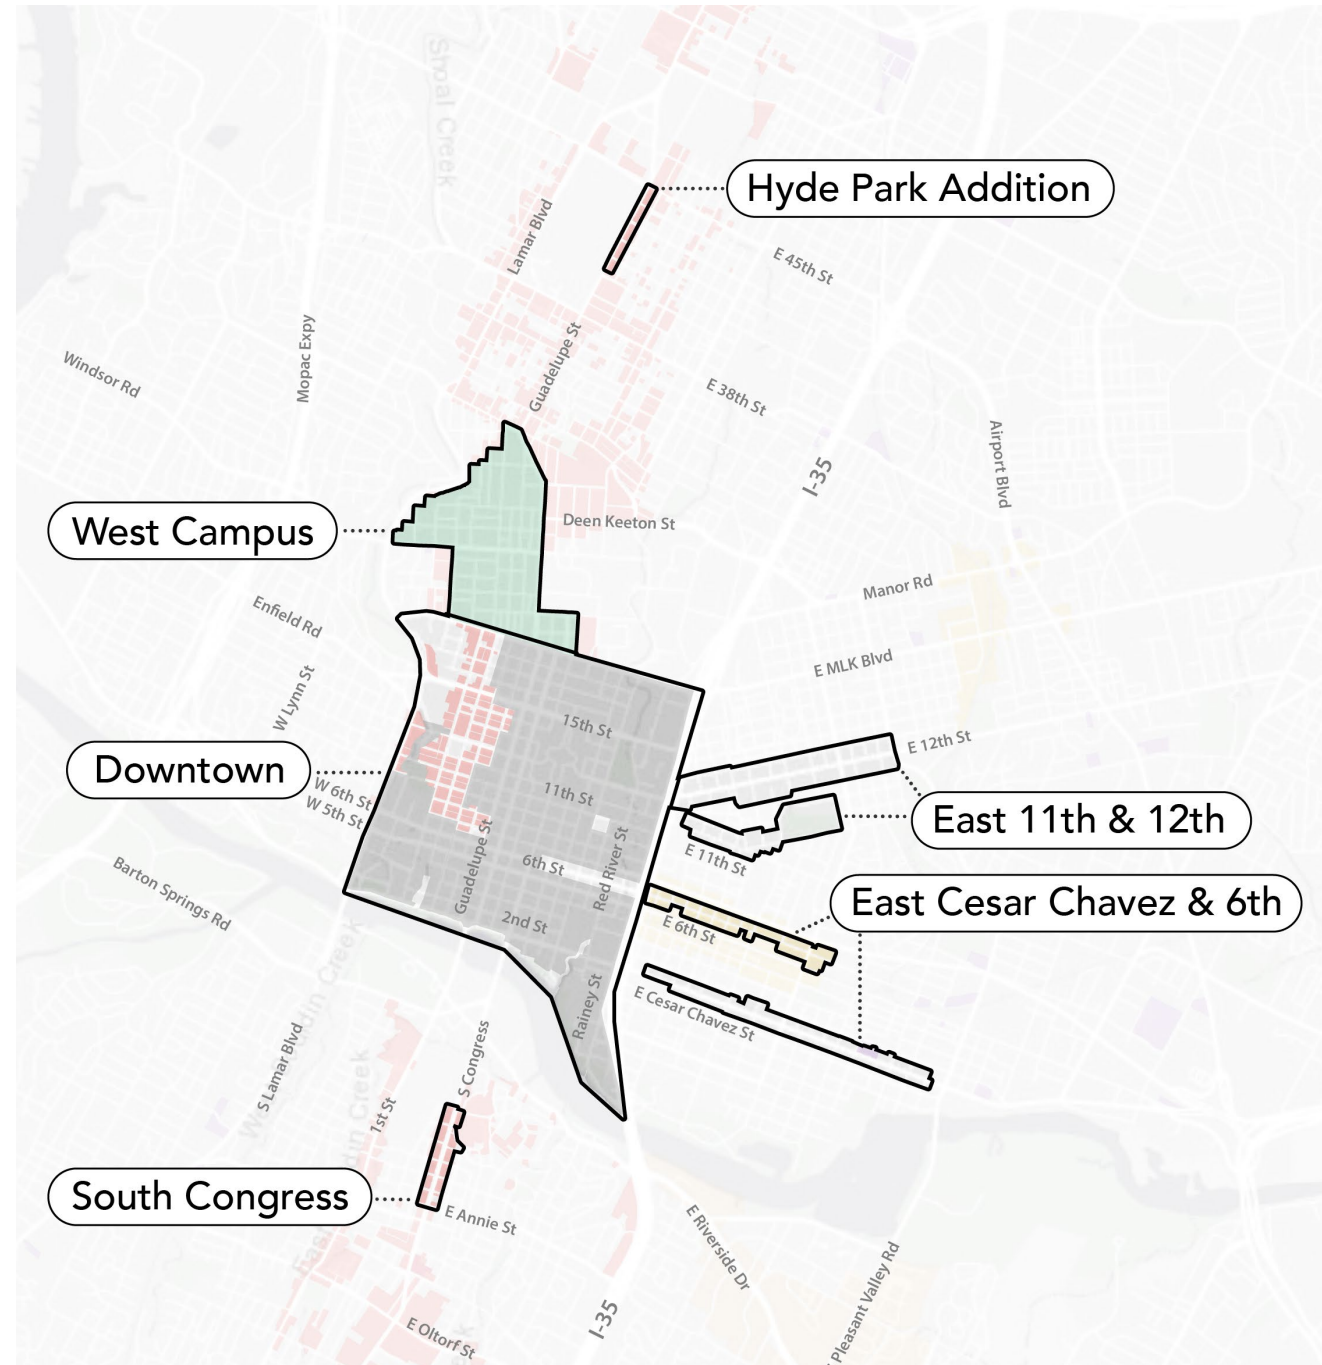 Shoal Creek
Hyde Park Addition
Lamar Blvd
E 45th St
Guadelupe St
Mopac Expy
Windsor Rd
E 38th St
Airport Blvd
I-35
West Campus
Deen Keeton St
Manor Rd
Enfield Rd
E MLK Blvd
W Lynn St
15th St
E 12th St
Downtown
W 6th St
W 5th St
11th St
East 11th & 12th
Guadelupe St
6th St
Red River St
E 11th St
Barton Springs Rd
2nd St
East Cesar Chavez & 6th
E 6th St
Rainey St
E Cesar Chavez St
S Lamar Blvd
S Congress
1st St
Creek
Creek
South Congress
E Annie St
E Riverside Dr
Pleasant Valley Rd
I-35
E Oltorf St